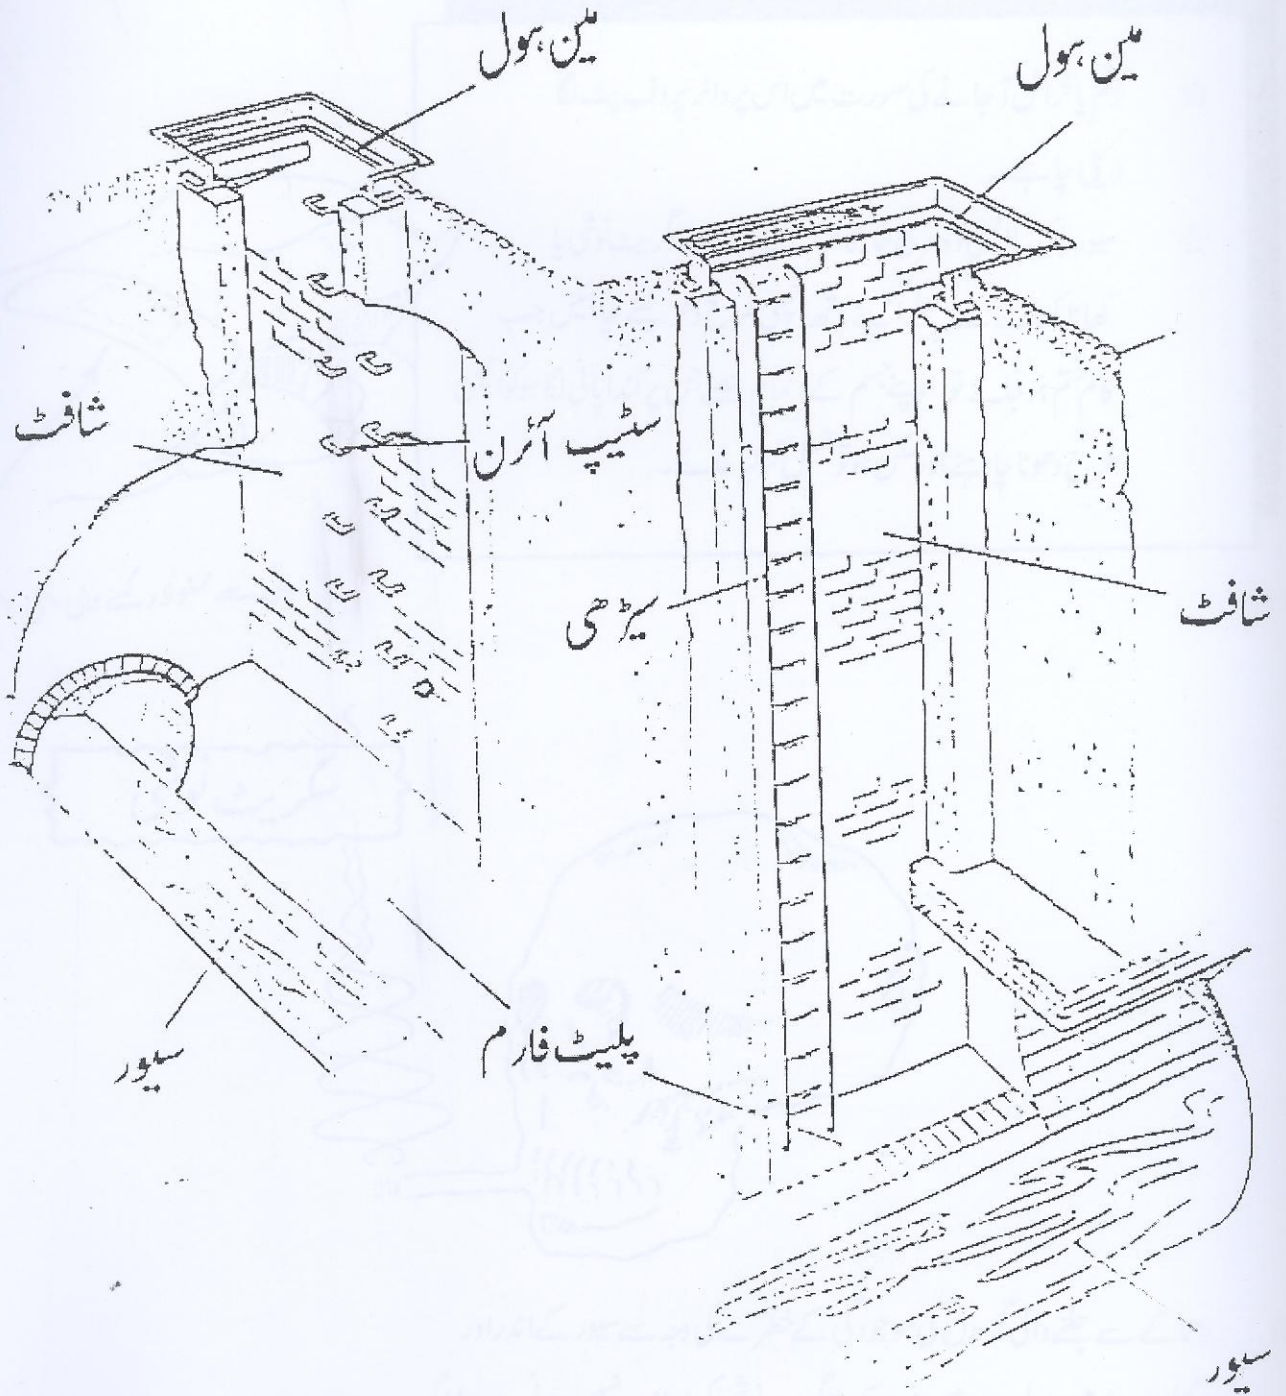 مین ہول
مین ہول
شافٹ
سٹیپ آئرن
سیڑھی
شافٹ
پلیٹ فارم
سیور
سیور